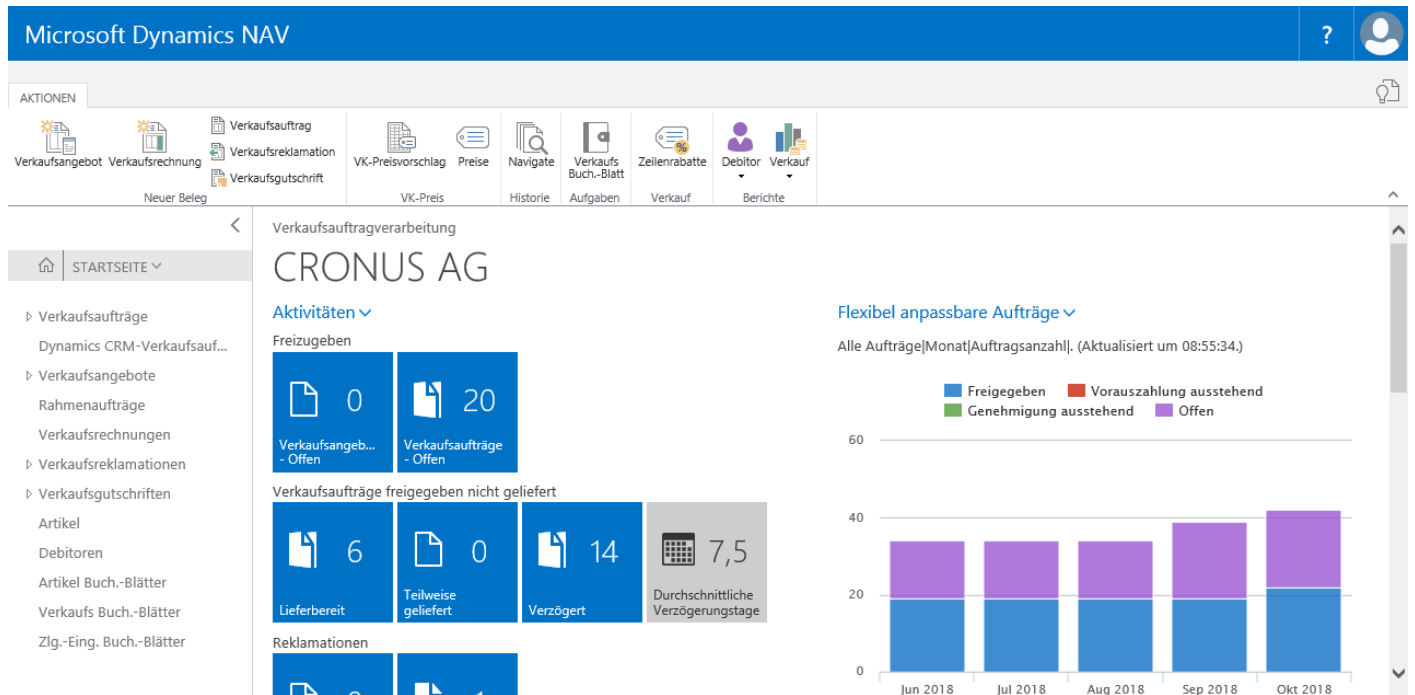 Microsoft Dynamics NAV
?
AKTIONEN
Verkaufsangebot
Verkaufsrechnung
Verkaufsauftrag
Verkaufsreklamation
Verkaufsgutschrift
Neuer Beleg
VK-Preisvorschlag
Preise
VK-Preis
Navigate
Historie
Verkaufs
Buch.-Blatt
Aufgaben
Zeilenrabatte
Verkauf
Debitor
Verkauf
Berichte
STARTSEITE
Verkaufsaufträge
Dynamics CRM-Verkaufsauf...
Verkaufsangebote
Rahmenaufträge
Verkaufsrechnungen
Verkaufsreklamationen
Verkaufsgutschriften
Artikel
Debitoren
Artikel Buch.-Blätter
Verkaufs Buch.-Blätter
Zlg.-Eing. Buch.-Blätter
Verkaufsauftragverarbeitung
CRONUS AG
Aktivitäten
Freizugeben
0
Verkaufsangeb...
- Offen
20
Verkaufsaufträge
- Offen
Verkaufsaufträge freigegeben nicht geliefert
6
Lieferbereit
0
Teilweise
geliefert
14
Verzögert
7,5
Durchschnittliche
Verzögerungstage
Reklamationen
Flexibel anpassbare Aufträge
Alle Aufträge|Monat|Auftragsanzahl|. (Aktualisiert um 08:55:34.)
Freigegeben
Vorauszahlung ausstehend
Genehmigung ausstehend
Offen
60
40
20
0
Jun 2018
Jul 2018
Aug 2018
Sep 2018
Okt 2018